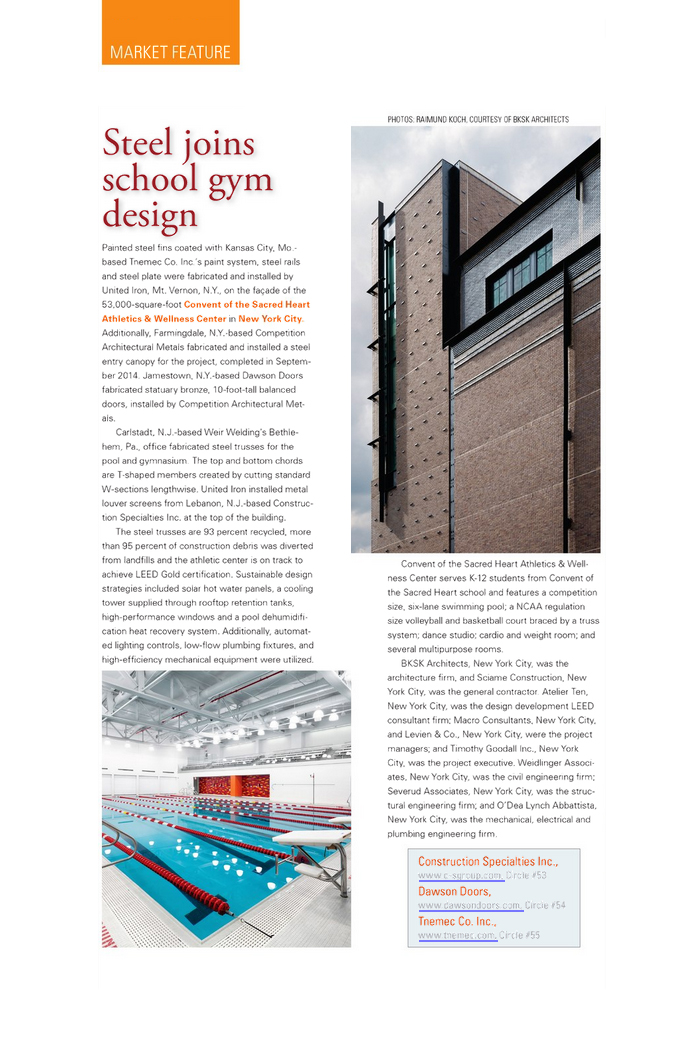 MARKET FEATURE
Steel joins
school gym
design
Painted steel fins coated with Kansas City, Mo.-
based Tnemec Co. Inc.'s paint system, steel rails
and steel plate were fabricated and installed by
United Iron, Mt. Vernon, N.Y., on the façade of the
53,000-square-foot Convent of the Sacred Heart
Athletics & Wellness Center in New York City.
Additionally, Farmingdale, N.Y.-based Competition
Architectural Metals fabricated and installed a steel
entry canopy for the project, completed in Septem-
ber 2014. Jamestown, N.Y.-based Dawson Doors
fabricated statuary bronze, 10-foot-tall balanced
doors, installed by Competition Architectural Met-
als.
Carlstadt, N.J.-based Weir Welding's Bethle-
hem, Pa., office fabricated steel trusses for the
pool and gymnasium. The top and bottom chords
are T-shaped members created by cutting standard
W-sections lengthwise. United Iron installed metal
louver screens from Lebanon, N.J.-based Construc-
tion Specialties Inc. at the top of the building.
The steel trusses are 93 percent recycled, more
than 95 percent of construction debris was diverted
from landfills and the athletic center is on track to
achieve LEED Gold certification. Sustainable design
strategies included solar hot water panels, a cooling
tower supplied through rooftop retention tanks,
high-performance windows and a pool dehumidifi-
cation heat recovery system. Additionally, automat-
ed lighting controls, low-flow plumbing fixtures, and
high-efficiency mechanical equipment were utilized.
PHOTOS: RAIMUND KOCH, COURTESY OF BKSK ARCHITECTS
Convent of the Sacred Heart Athletics & Well-
ness Center serves K-12 students from Convent of
the Sacred Heart school and features a competition
size, six-lane swimming pool; a NCAA regulation
size volleyball and basketball court braced by a truss
system; dance studio; cardio and weight room; and
several multipurpose rooms.
BKSK Architects, New York City, was the
architecture firm, and Sciame Construction, New
York City, was the general contractor. Atelier Ten,
New York City, was the design development LEED
consultant firm; Macro Consultants, New York City,
and Levien & Co., New York City, were the project
managers; and Timothy Goodall Inc., New York
City, was the project executive. Weidlinger Associ-
ates, New York City, was the civil engineering firm;
Severud Associates, New York City, was the struc-
tural engineering firm; and O'Dea Lynch Abbattista,
New York City, was the mechanical, electrical and
plumbing engineering firm.
Construction Specialties Inc.,
www.c-sgroup.com, Circle #53
Dawson Doors,
www.dawsondoors.com, Circle #54
Tnemec Co. Inc.,
www.tnemec.com, Circle #55